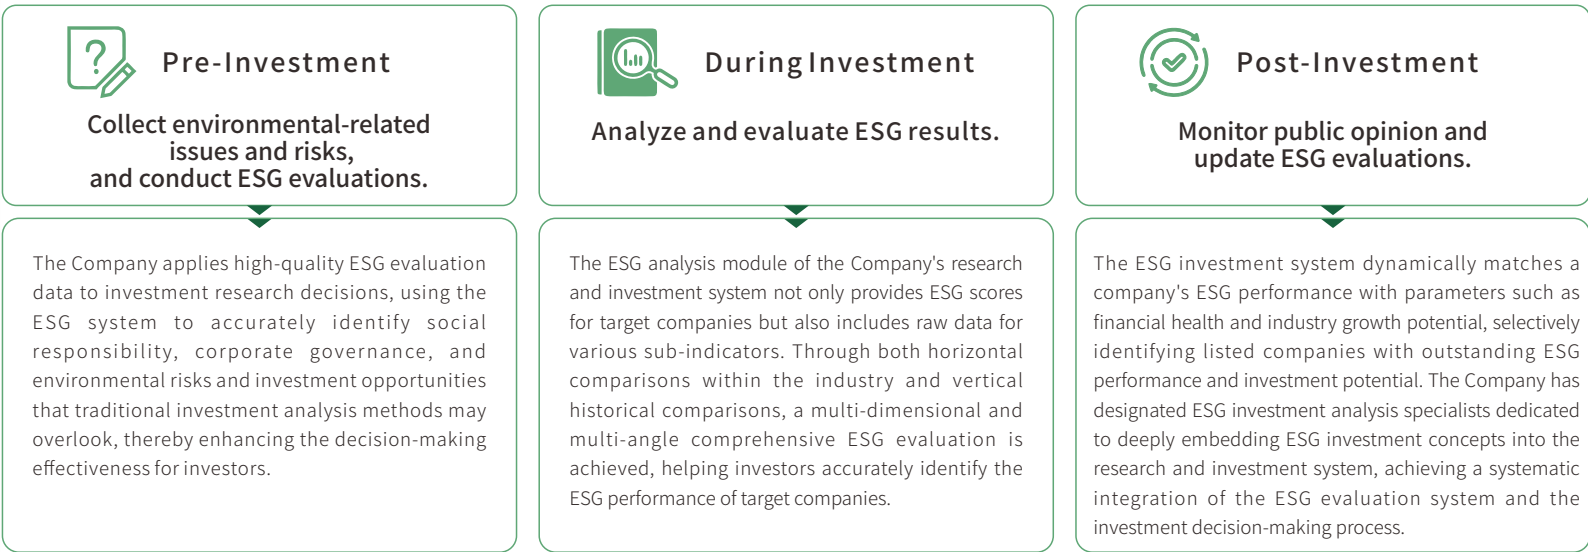 Pre-Investment
Collect environmental-related
issues and risks,
and conduct ESG evaluations.
The Company applies high-quality ESG evaluation
data to investment research decisions, using the
ESG system to accurately identify social
responsibility, corporate governance, and
environmental risks and investment opportunities
that traditional investment analysis methods may
overlook, thereby enhancing the decision-making
effectiveness for investors.
During Investment
Analyze and evaluate ESG results.
The ESG analysis module of the Company's research
and investment system not only provides ESG scores
for target companies but also includes raw data for
various sub-indicators. Through both horizontal
comparisons within the industry and vertical
historical comparisons, a multi-dimensional and
multi-angle comprehensive ESG evaluation is
achieved, helping investors accurately identify the
ESG performance of target companies.
Post-Investment
Monitor public opinion and
update ESG evaluations.
The ESG investment system dynamically matches a
company's ESG performance with parameters such as
financial health and industry growth potential, selectively
identifying listed companies with outstanding ESG
performance and investment potential. The Company has
designated ESG investment analysis specialists dedicated
to deeply embedding ESG investment concepts into the
research and investment system, achieving a systematic
integration of the ESG evaluation system and the
investment decision-making process.